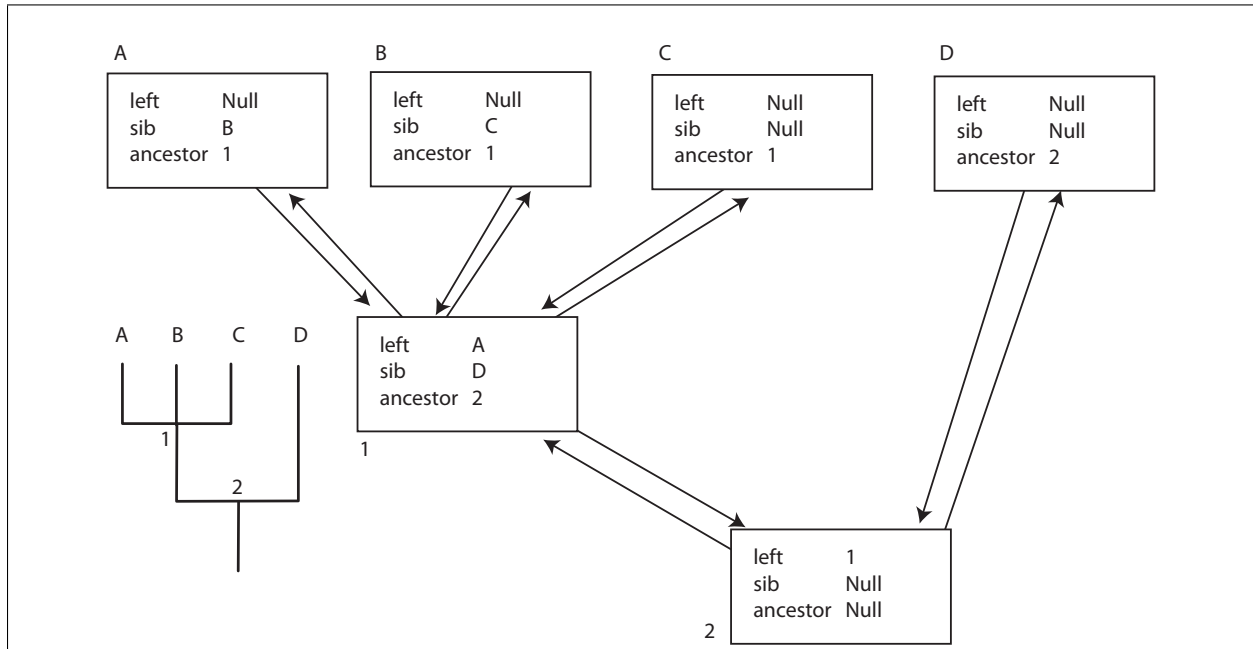 A
left Null
sib B
ancestor 1
B
left Null
sib C
ancestor 1
C
left Null
sib Null
ancestor 1
D
left Null
sib Null
ancestor 2
A B C D
1
2
left A
sib D
ancestor 2
1
left 1
sib Null
ancestor Null
2